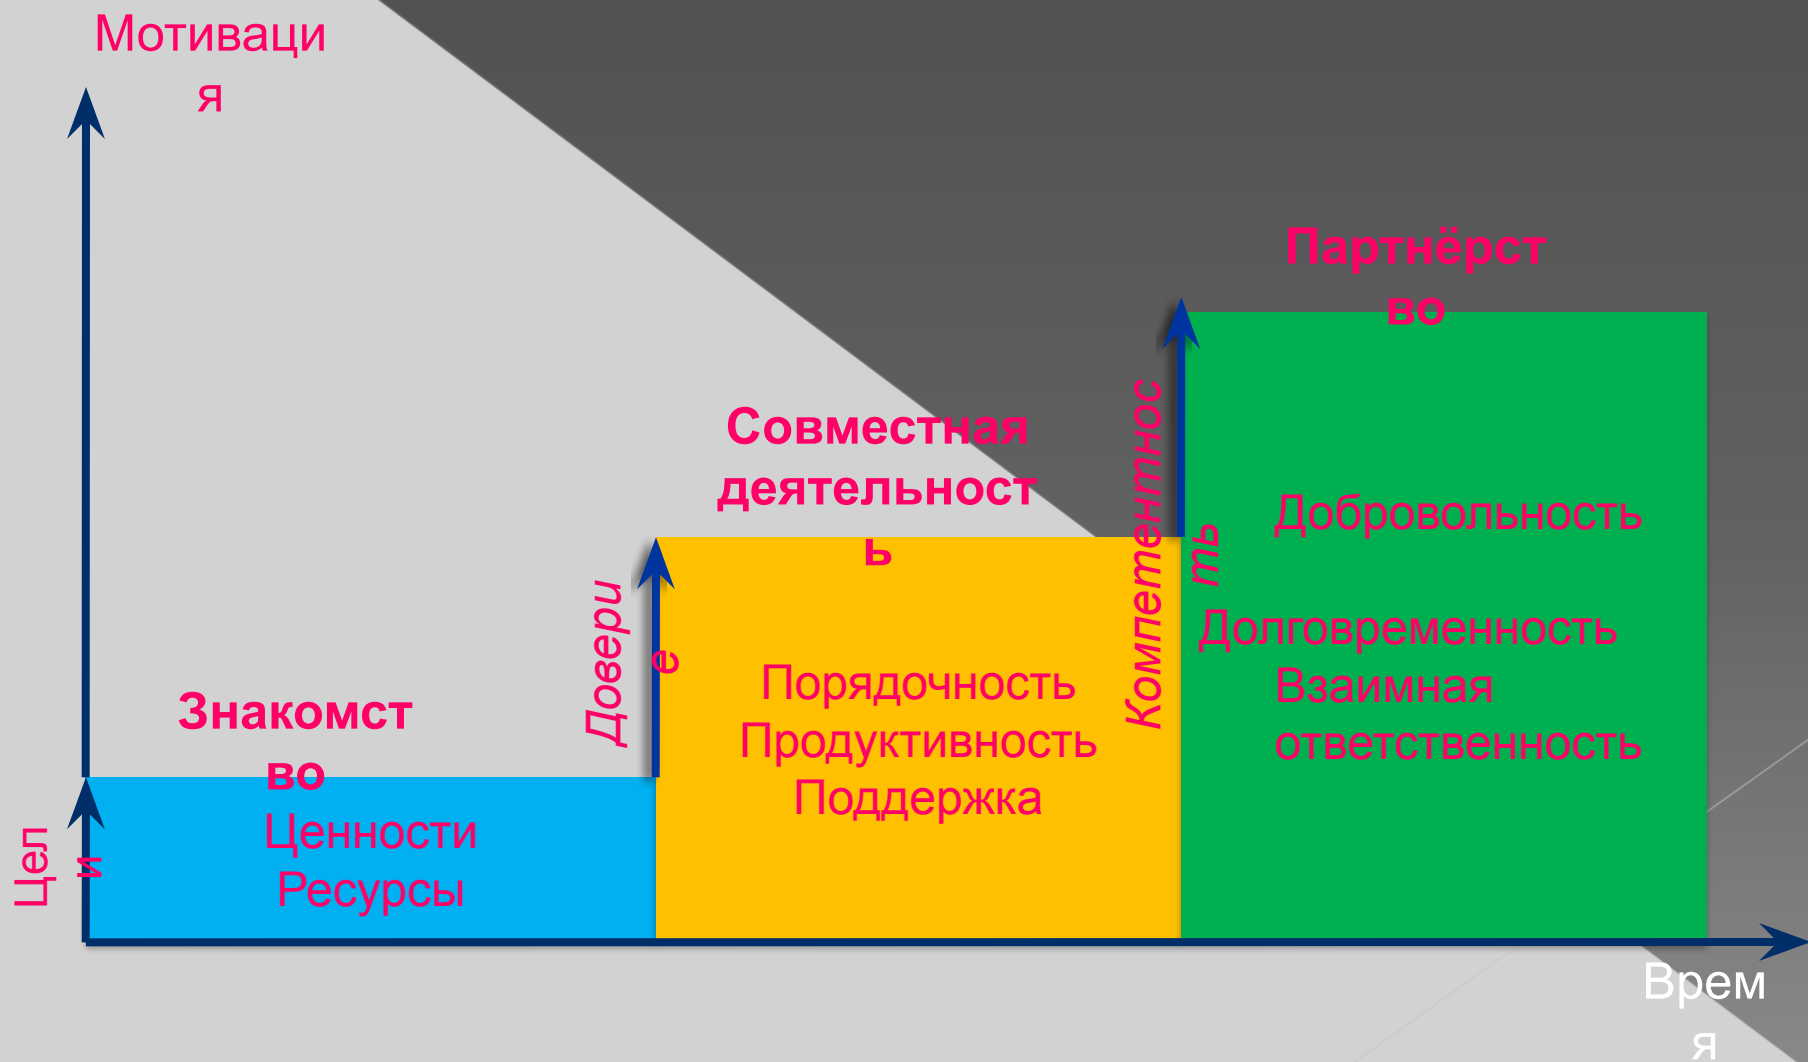 Мотиваци
я
Партнёрст
во
Совместная
деятельност
ь
Знакомст
во
Цел
и
Ценности
Ресурсы
Довери
е
Порядочность
Продуктивность
Поддержка
Компетентнос
ть
Добровольность
Долговременность
Взаимная
ответственность
Врем
я